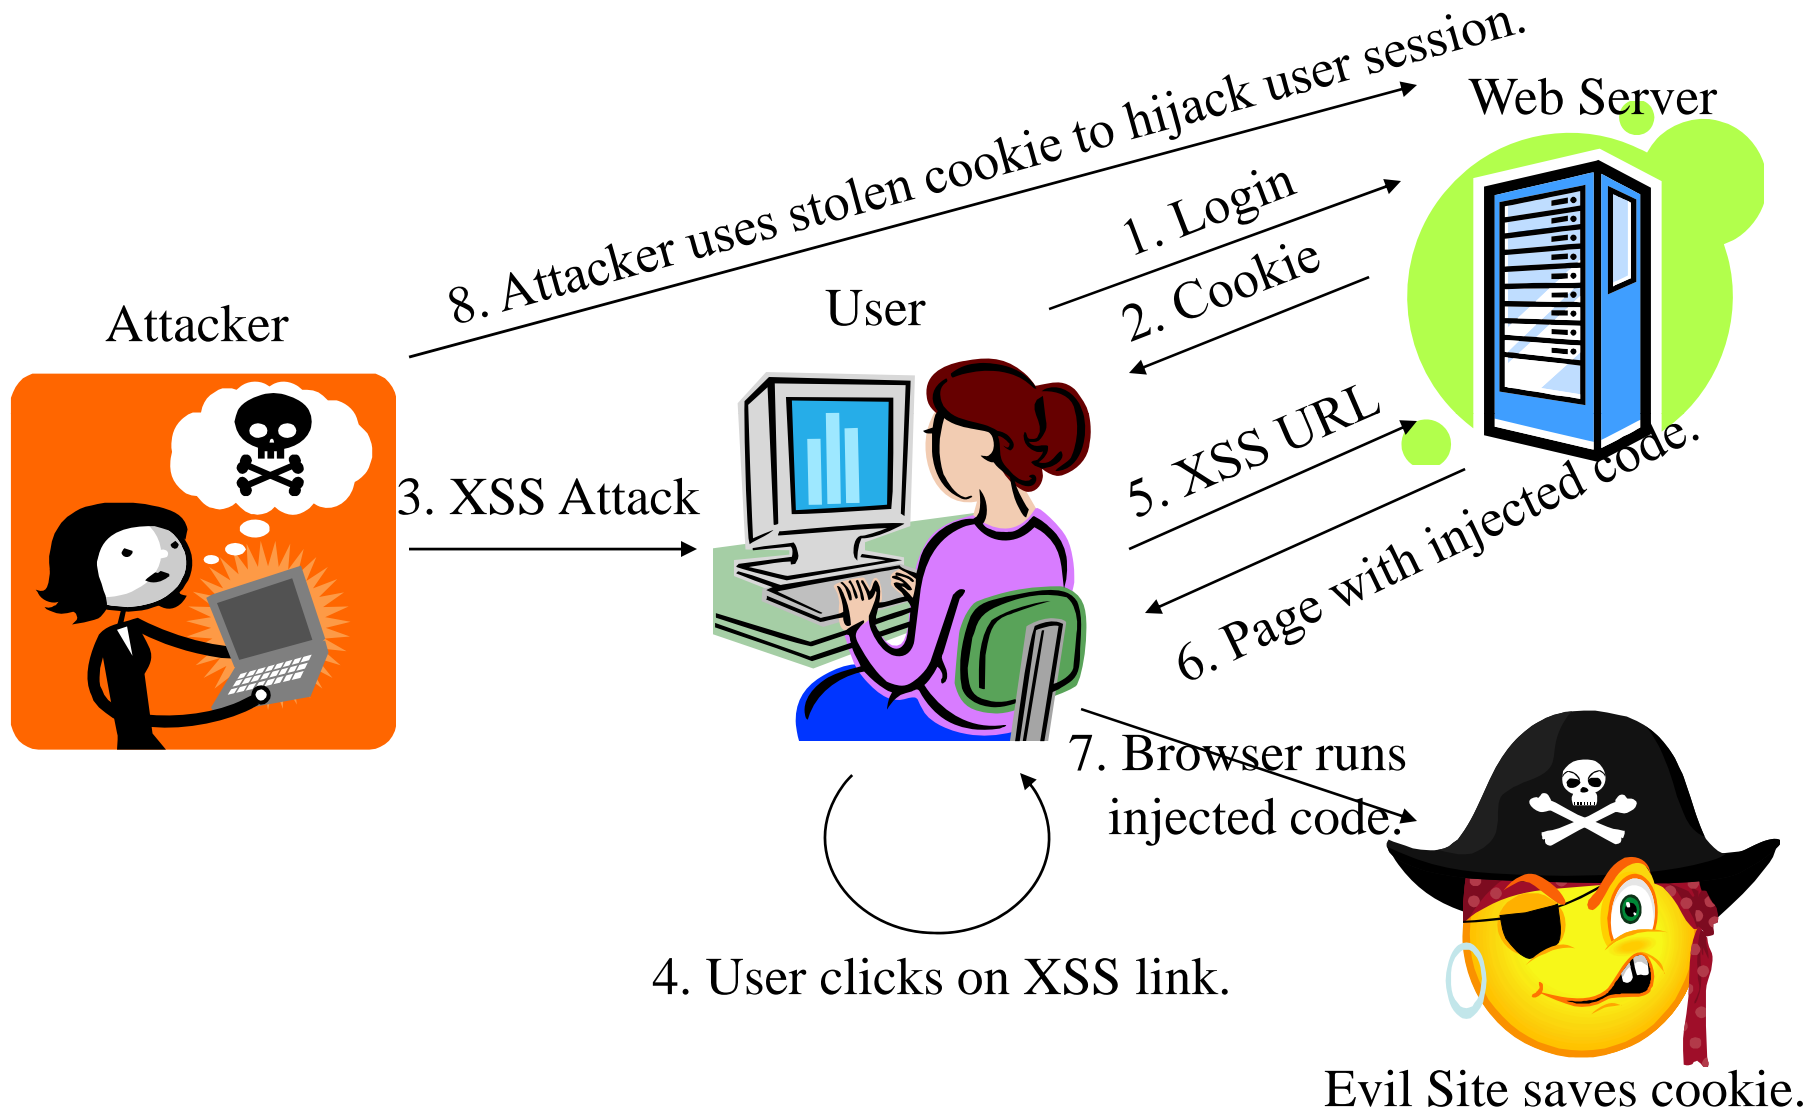 8. Attacker uses stolen cookie to hijack user session.
Web Server
1. Login
2. Cookie
User
Attacker
3. XSS Attack
5. XSS URL
6. Page with injected code.
7. Browser runs
injected code.
4. User clicks on XSS link.
Evil Site saves cookie.